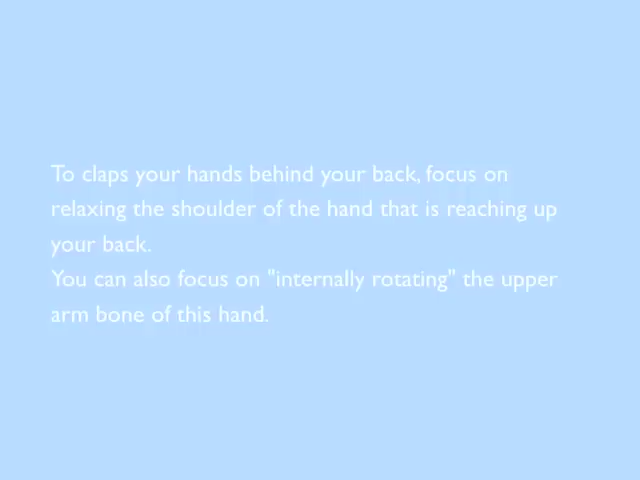 To claps your hands behind your back, focus on
relaxing the shoulder of the hand that is reaching up
your back.
You can also focus on "internally rotating" the upper
arm bone of this hand.